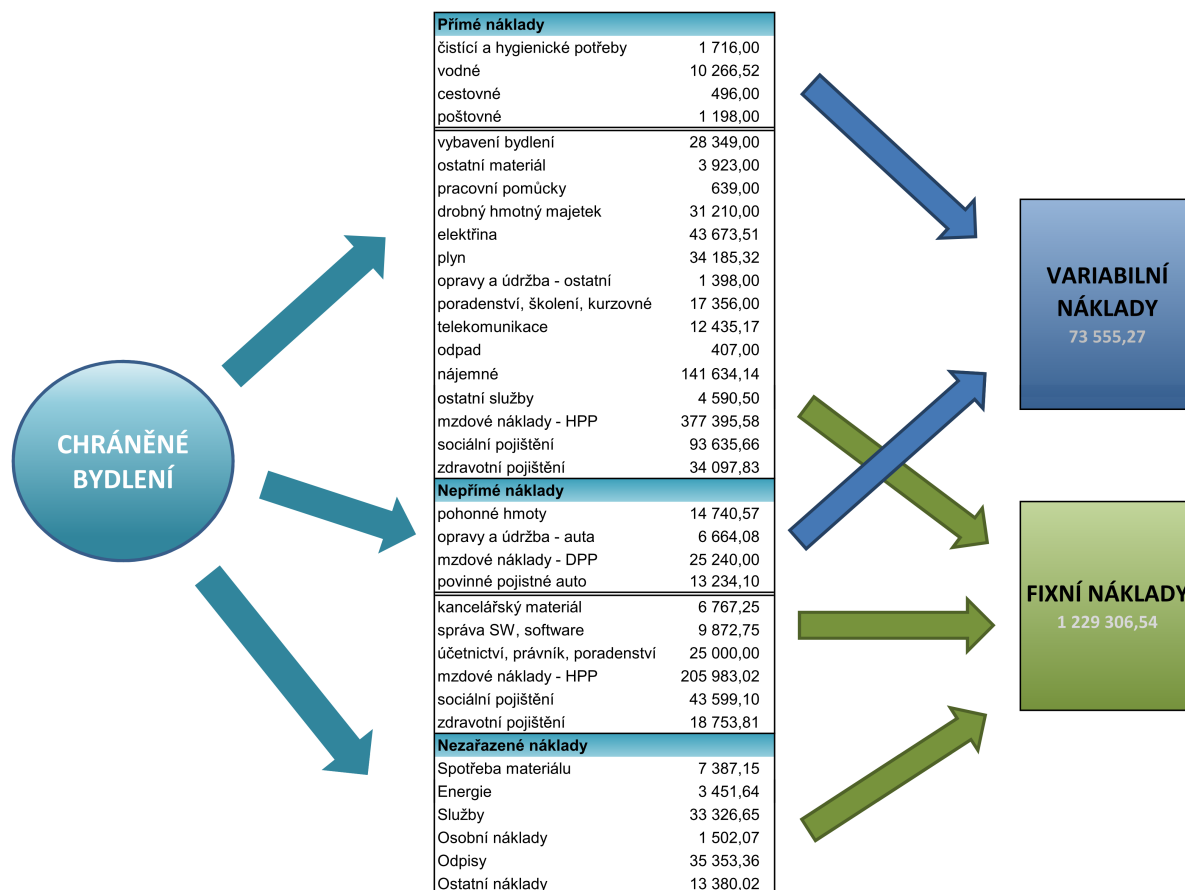 CHRÁNĚNÉ
BYDLENÍ
Přímé náklady
čistící a hygienické potřeby 1 716,00
vodné 10 266,52
cestovné 496,00
poštovné 1 198,00
vybavení bydlení 28 349,00
ostatní materiál 3 923,00
pracovní pomůcky 639,00
drobný hmotný majetek 31 210,00
elektřina 43 673,51
plyn 34 185,32
opravy a údržba - ostatní 1 398,00
poradenství, školení, kurzovné 17 356,00
telekomunikace 12 435,17
odpad 407,00
nájemné 141 634,14
ostatní služby 4 590,50
mzdové náklady - HPP 377 395,58
sociální pojištění 93 635,66
zdravotní pojištění 34 097,83
Nepřímé náklady
pohonné hmoty 14 740,57
opravy a údržba - auta 6 664,08
mzdové náklady - DPP 25 240,00
povinné pojistné auto 13 234,10
kancelářský materiál 6 767,25
správa SW, software 9 872,75
účetnictví, právník, poradenství 25 000,00
mzdové náklady - HPP 205 983,02
sociální pojištění 43 599,10
zdravotní pojištění 18 753,81
Nezařazené náklady
Spotřeba materiálu 7 387,15
Energie 3 451,64
Služby 33 326,65
Osobní náklady 1 502,07
Odpisy 35 353,36
Ostatní náklady 13 380,02
VARIABILNÍ
NÁKLADY
73 555,27
FIXNÍ NÁKLADY
1 229 306,54